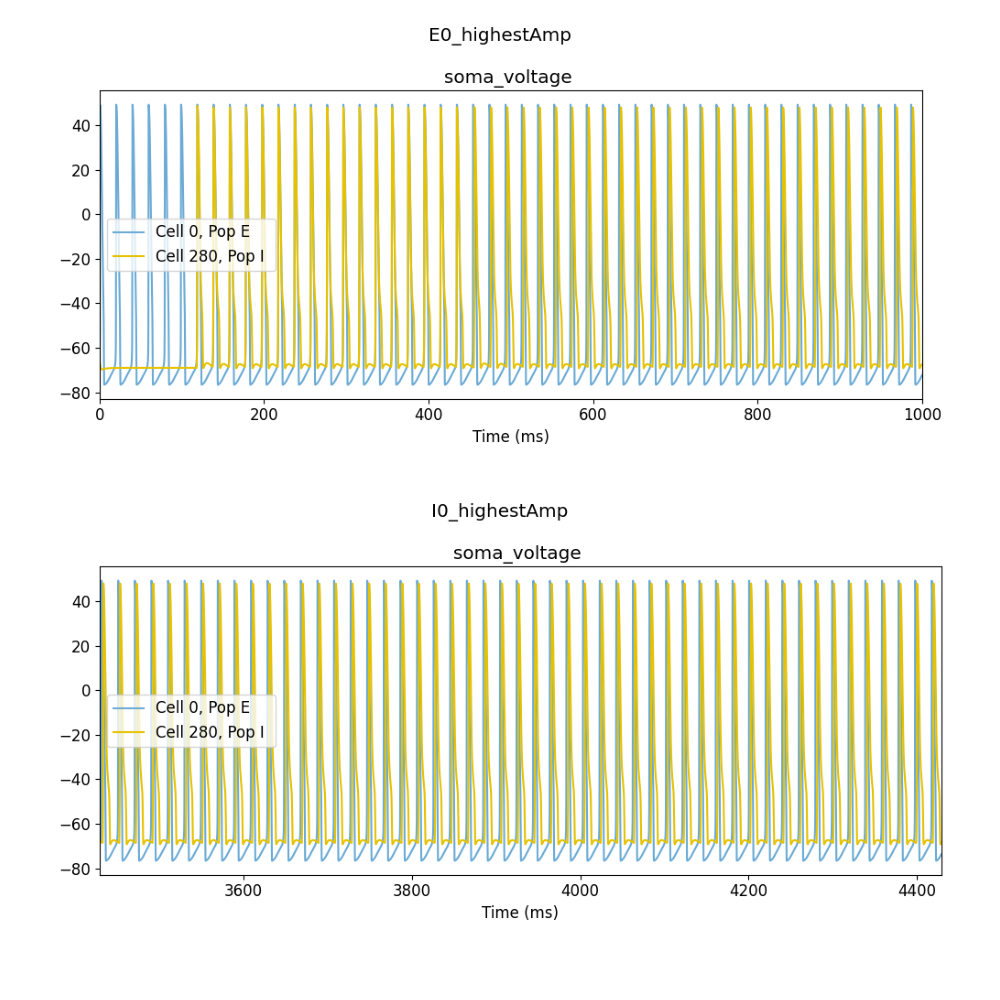 E0_highestAmp
soma_voltage
40
20
0
−20
−40
−60
−80
Cell 0, Pop E
Cell 280, Pop I
0 200 400 600 800 1000
Time (ms)
I0_highestAmp
soma_voltage
40
20
0
−20
−40
−60
−80
Cell 0, Pop E
Cell 280, Pop I
3600 3800 4000 4200 4400
Time (ms)